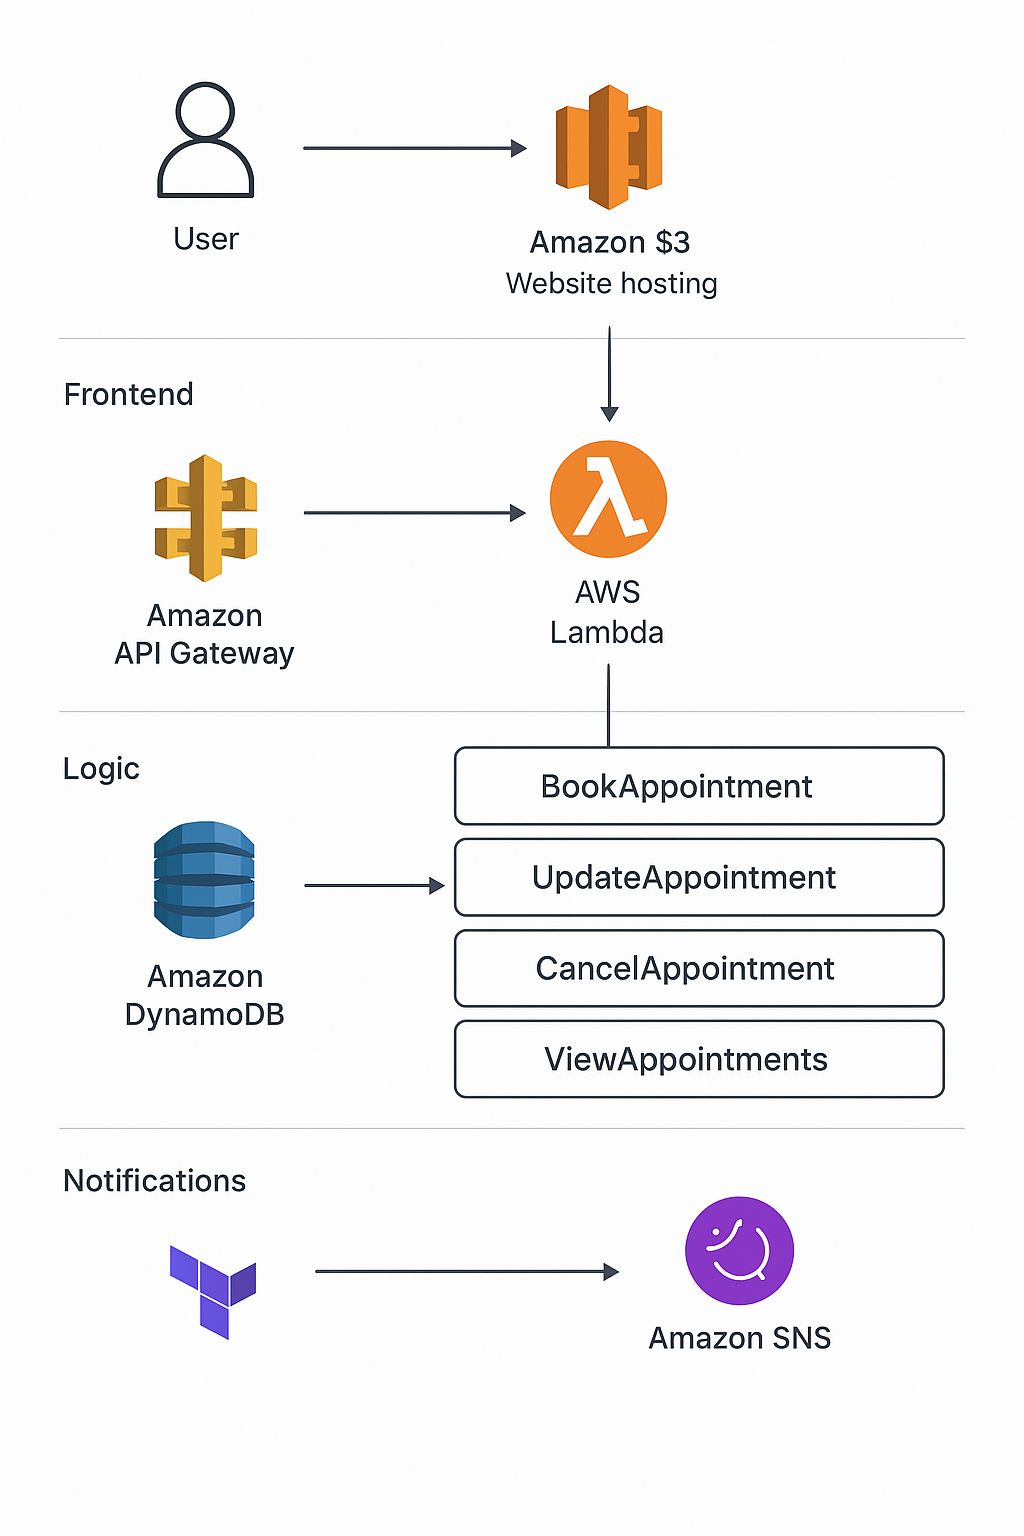 User
Amazon $3
Website hosting
Frontend
Amazon
API Gateway
AWS
Lambda
Logic
BookAppointment
UpdateAppointment
CancelAppointment
ViewAppointments
Amazon
DynamoDB
Notifications
Amazon SNS